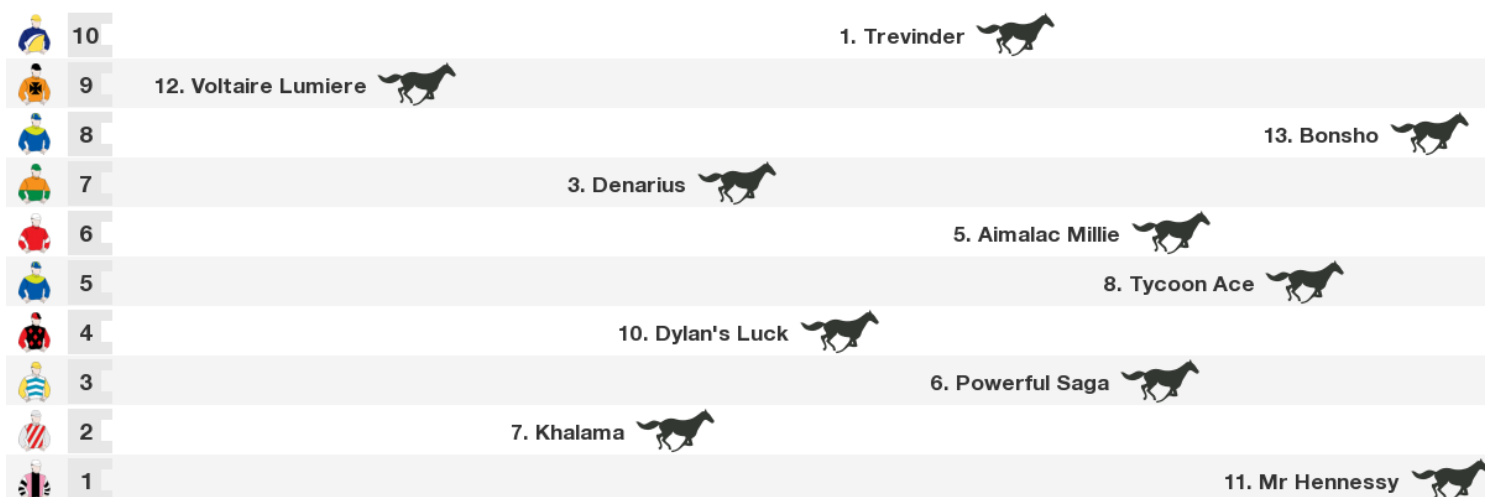 10 1. Trevinder
9 12. Voltaire Lumiere
8 13. Bonsho
7 3. Denarius
6 5. Aimalac Millie
5 8. Tycoon Ace
4 10. Dylan's Luck
3 6. Powerful Saga
2 7. Khalama
1 11. Mr Hennessy